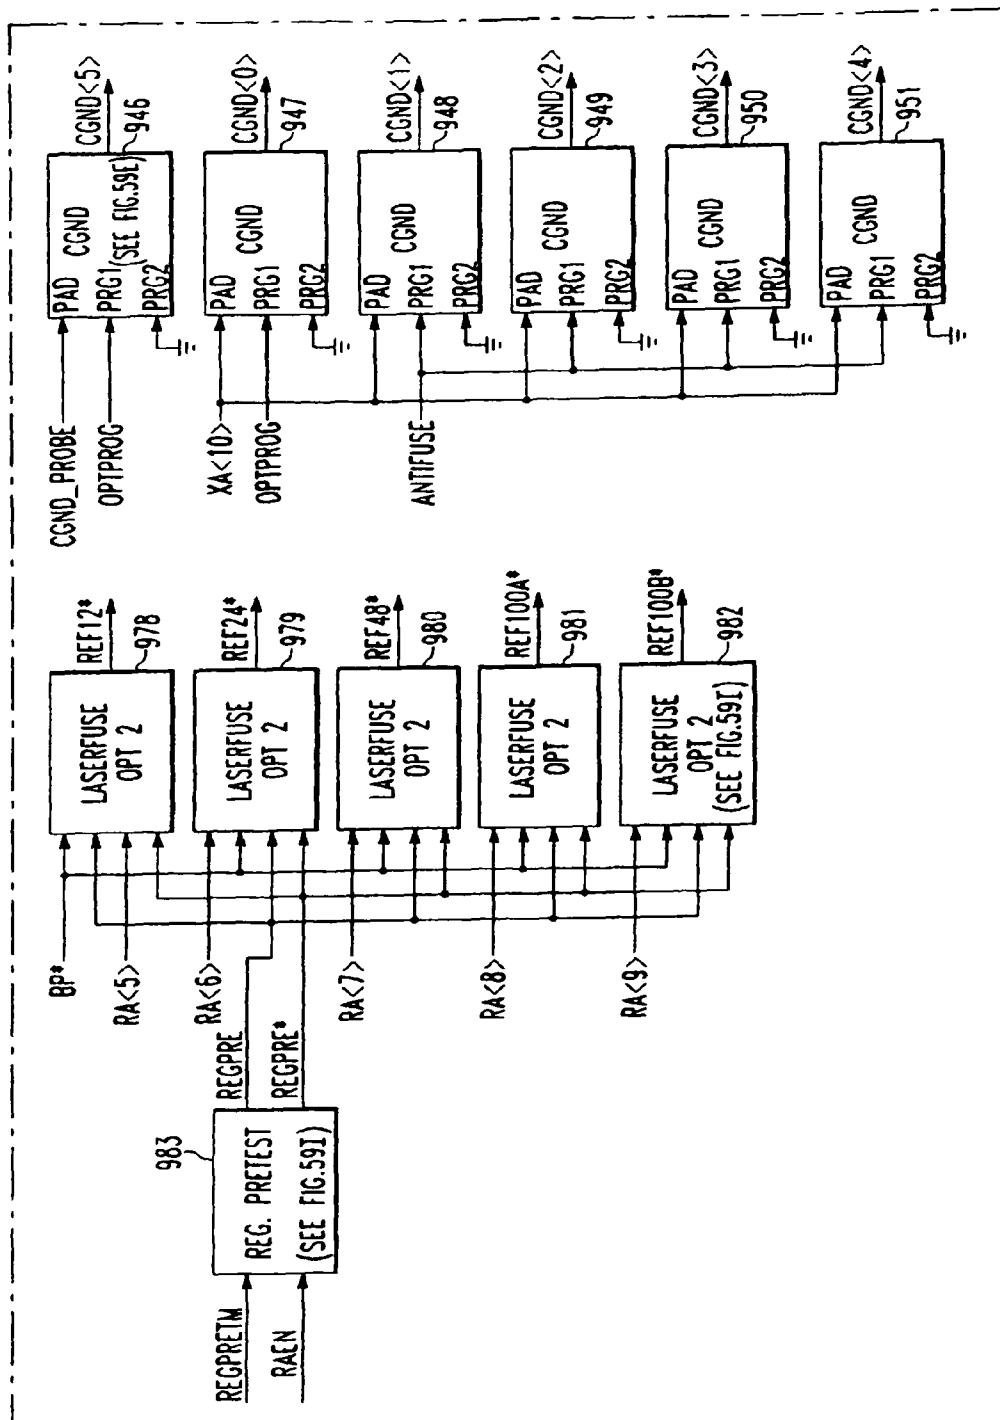 REGPRETM
RAEN
983
REG. PRETEST
(SEE FIG.59I)
REGPRE
REGPRE*
BP*
RA<5>
RA<6>
RA<7>
RA<8>
RA<9>
LASERFUSE
OPT 2
REF12*
978
LASERFUSE
OPT 2
REF24*
979
LASERFUSE
OPT 2
REF48*
980
LASERFUSE
OPT 2
REF100A*
981
LASERFUSE
OPT 2
(SEE FIG.59I)
REF100B*
982
CGND_PROBE
OPTPROG
XA<10>
OPTPROG
ANTIFUSE
PAD
PRG1
PRG2
CGND
(SEE FIG.59E)
CGND<5>
946
PAD
PRG1
PRG2
CGND
CGND<0>
947
PAD
PRG1
PRG2
CGND
CGND<1>
948
PAD
PRG1
PRG2
CGND
CGND<2>
949
PAD
PRG1
PRG2
CGND
CGND<3>
950
PAD
PRG1
PRG2
CGND
CGND<4>
951